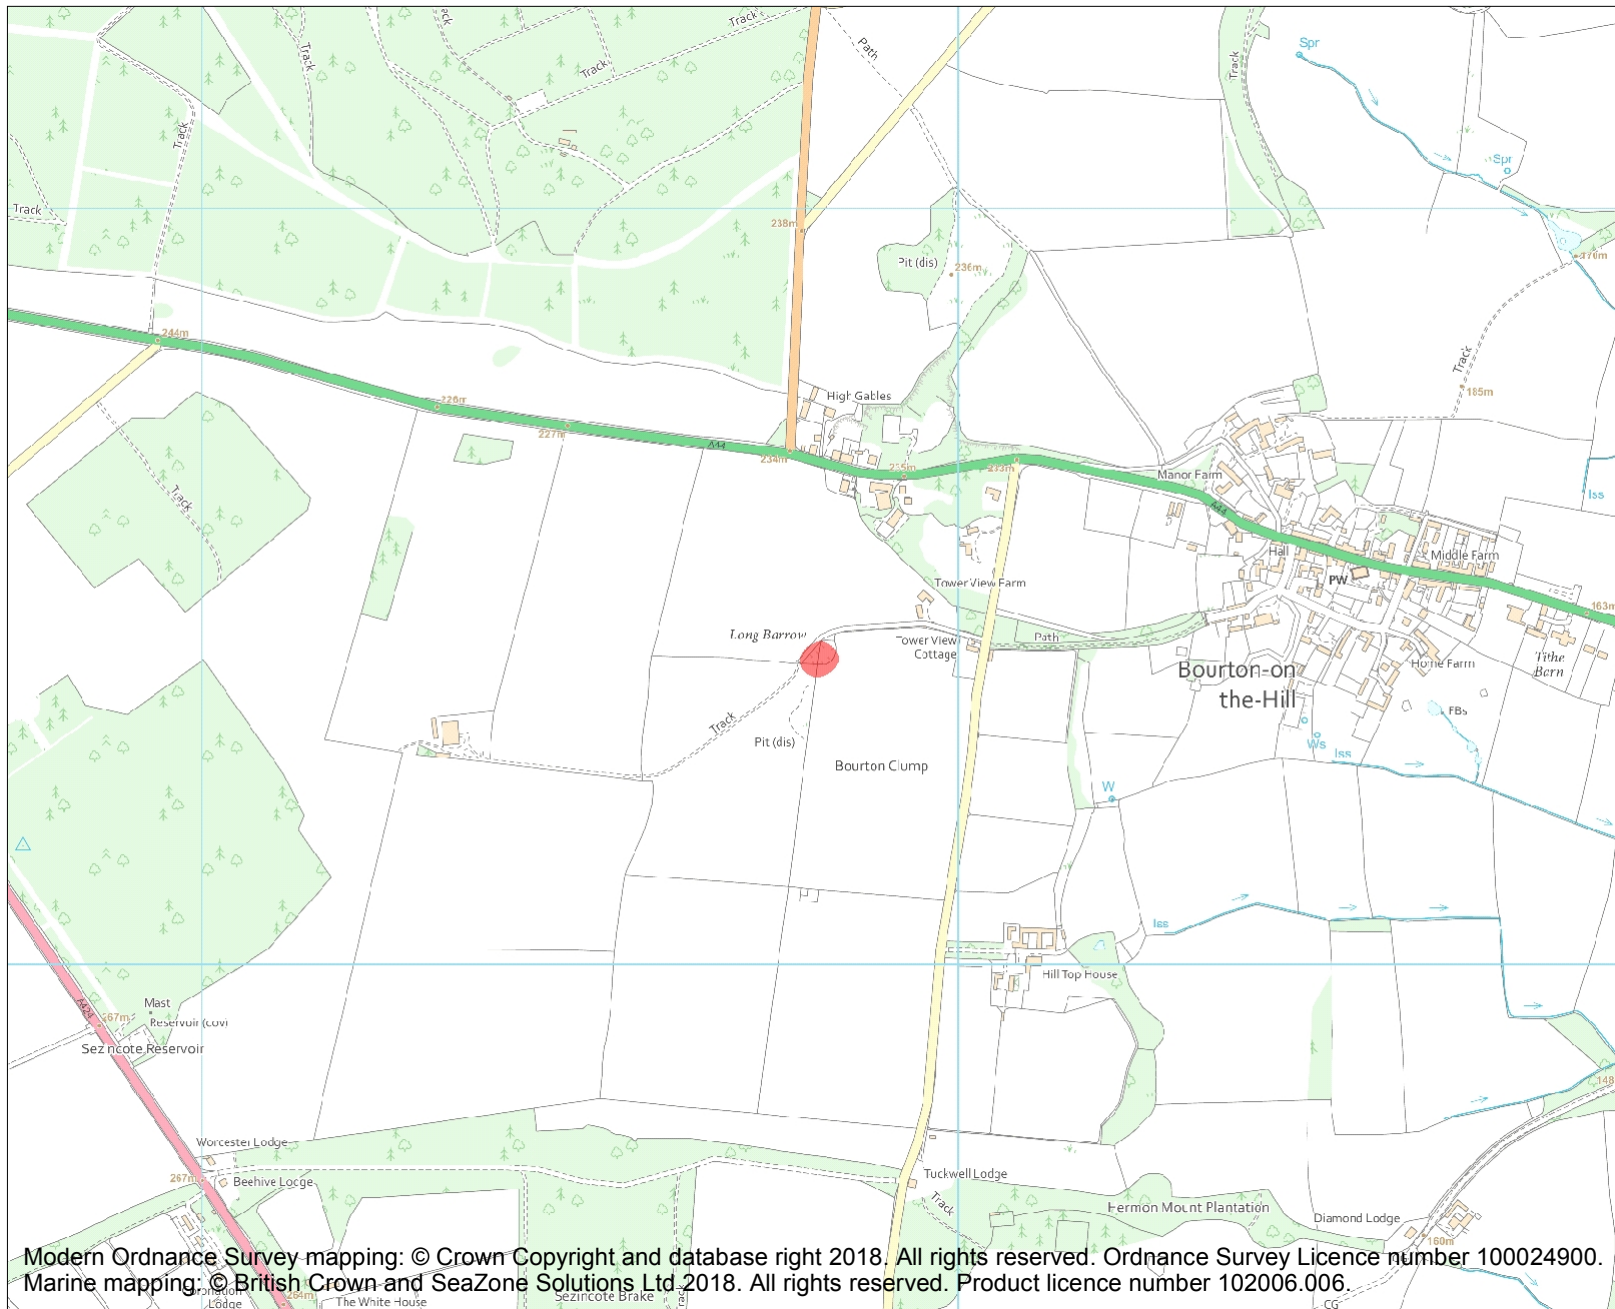 Track
Track
Track
Path
Track
Spr
Spr
Track
Track
238m
Pit (dis)
236m
176m
244m
226m
227m
A44
234m
High Gables
235m
233m
Track
185m
Manor Farm
A44
Iss
Track
Hall
Middle Farm
PW
163m
Tower View Farm
Long Barrow
Tower View
Cottage
Path
Bourton-on
the-Hill
Home Farm
Tithe
Barn
FBs
Ws
Iss
Track
Pit (dis)
Bourton Clump
W
Iss
Hill Top House
Mast
Reservoir (cov)
A424
267m
Sezincote Reservoir
148
Worcester Lodge
267m
Beehive Lodge
Tuckwell Lodge
Track
Hermon Mount Plantation
Diamond Lodge
160m
Modern Ordnance Survey mapping: © Crown Copyright and database right 2018. All rights reserved. Ordnance Survey Licence number 100024900.
Marine mapping: © British Crown and SeaZone Solutions Ltd 2018. All rights reserved. Product licence number 102006.006.
Lodge
264m
The White House
Sezincote Brake
CG